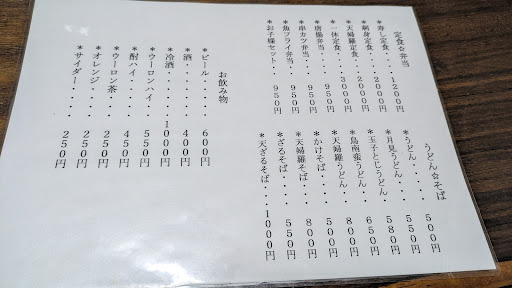 定食☆弁当
＊寿し定食・・・１２００円
＊刺身定食・・・２０００円
＊天婦羅定食・・２０００円
＊一休定食・・・３０００円
＊唐揚弁当・・・９５０円
＊串カツ弁当・・９５０円
＊魚フライ弁当・９５０円
＊お子様セット・・９５０円
うどん☆そば
＊うどん・・・・・５００円
＊月見うどん・・・５８０円
＊玉子とじうどん・６５０円
＊鳥南蛮うどん・・８００円
＊天婦羅うどん・・８００円
＊かけそば・・・５００円
＊天婦羅そば・・８００円
＊ざるそば・・・５５０円
＊天ざるそば・・・１０００円
お飲み物
＊ビール・・・・６００円
＊酒・・・・・・４００円
＊冷酒・・・・１０００円
＊ウーロンハイ・・５５０円
＊酎ハイ・・・・４５０円
＊ウーロン茶・・２５０円
＊オレンジ・・・２５０円
＊サイダー・・・２５０円